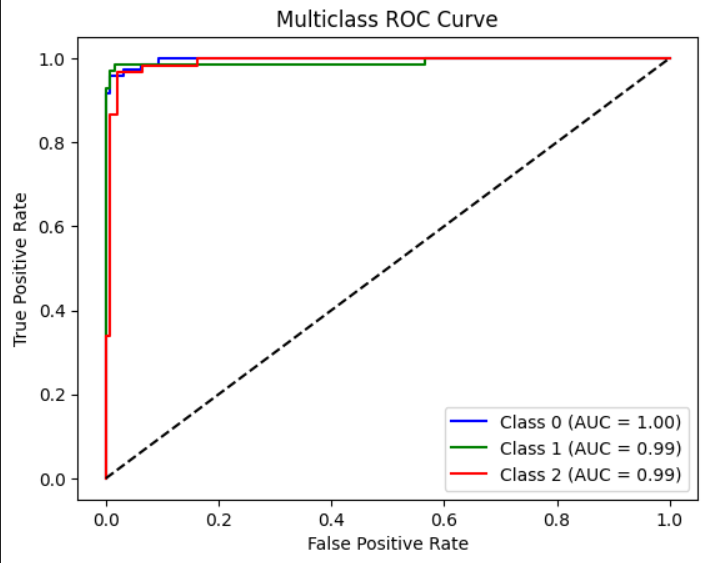 Multiclass ROC Curve
1.0
0.8
0.6
0.4
0.2
0.0
True Positive Rate
Class 0 (AUC = 1.00)
Class 1 (AUC = 0.99)
Class 2 (AUC = 0.99)
0.0 0.2 0.4 0.6 0.8 1.0
False Positive Rate